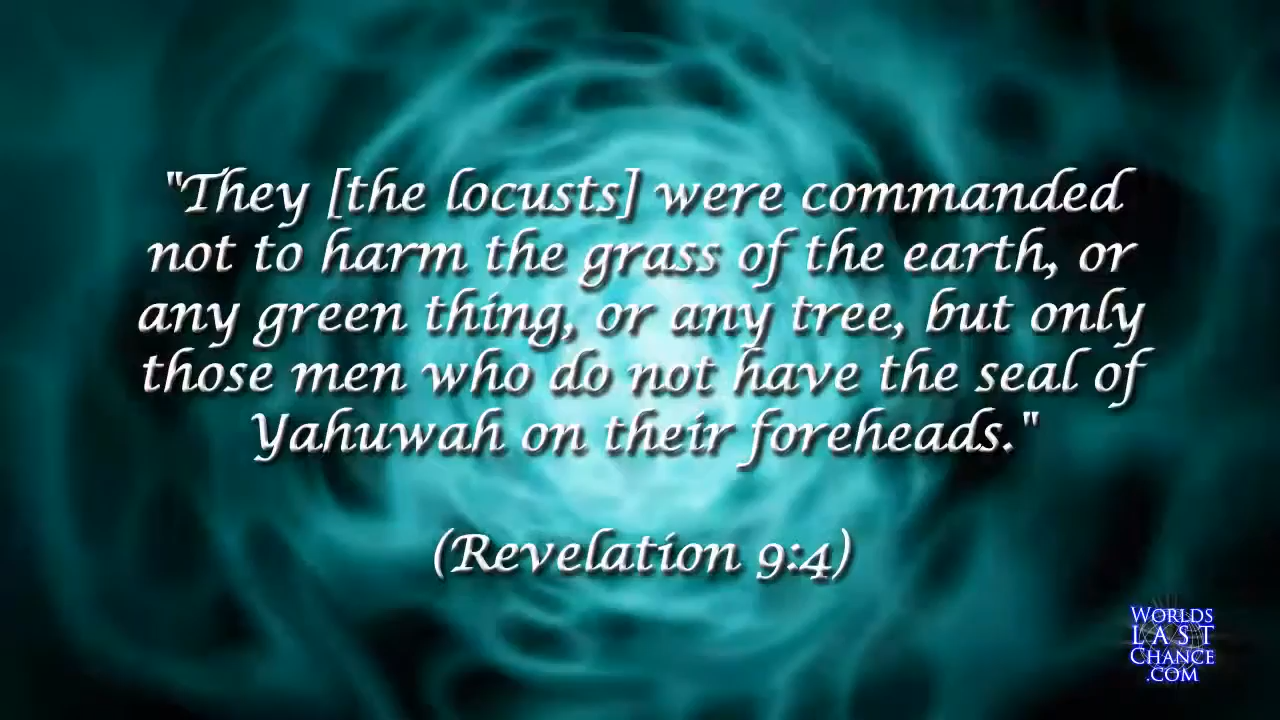 "They [the locusts] were commanded
not to harm the grass of the earth, or
any green thing, or any tree, but only
those men who do not have the seal of
Yahuwah on their foreheads."
(Revelation 9:4)
WORLDS
LAST
CHANCE
.COM